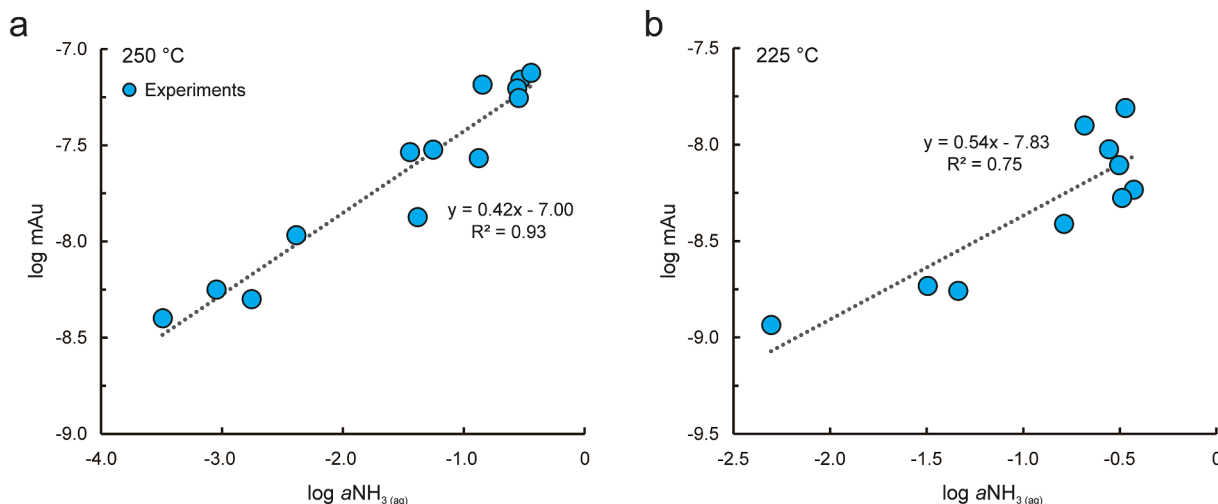 a
250 °C
Experiments
y = 0.42x - 7.00
R² = 0.93
log mAu
-7.0
-7.5
-8.0
-8.5
-9.0
-4.0 -3.0 -2.0 -1.0 0
log aNH₃ (aq)
b
225 °C
y = 0.54x - 7.83
R² = 0.75
log mAu
-7.5
-8.0
-8.5
-9.0
-9.5
-2.5 -2.0 -1.5 -1.0 -0.5 0
log aNH₃ (aq)